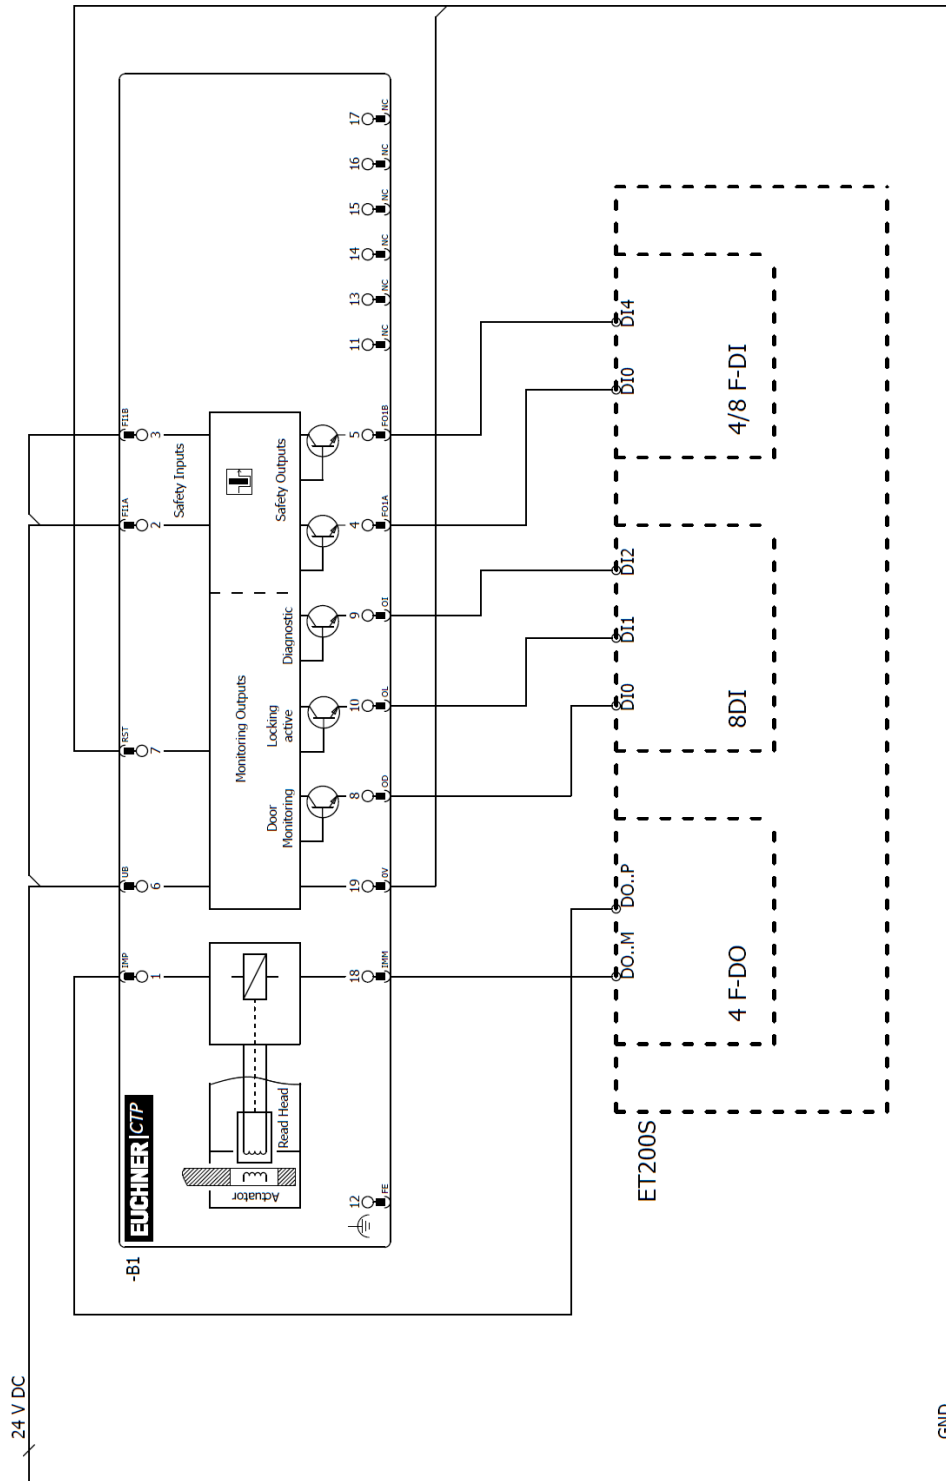 24 V DC
-B1
EUCHNER|CTP
IMP UB RST FI1A FI1B
1 6 7 2 3
Safety Inputs
Actuator
Read Head
Monitoring Outputs
Door
Monitoring
Locking
active
Diagnostic
Safety Outputs
12 18 19 8 10 9 4 5 11 13 14 15 16 17
FE IMM 0V OD OL OI FO1A FO1B NC NC NC NC NC NC
DO..M DO..P DI0 DI1 DI2 DI0 DI4
ET200S
4 F-DO 8DI 4/8 F-DI
GND